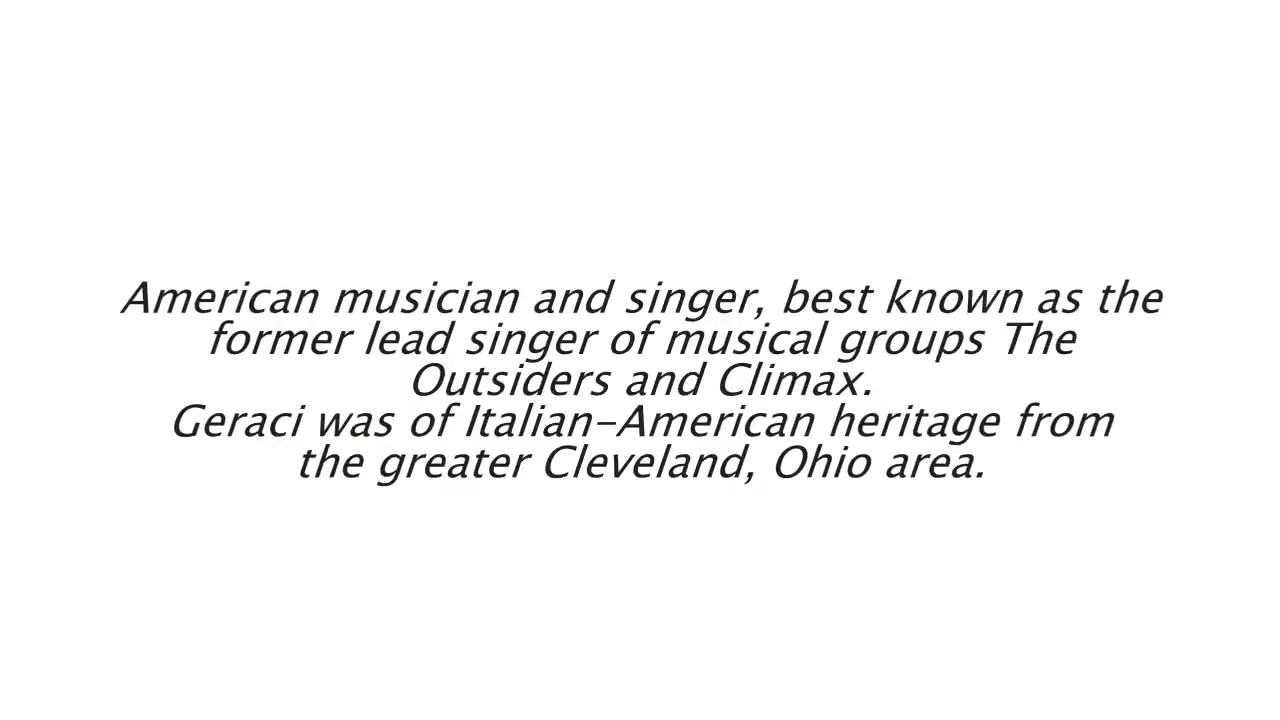 American musician and singer, best known as the
former lead singer of musical groups The
Outsiders and Climax.
Geraci was of Italian-American heritage from
the greater Cleveland, Ohio area.